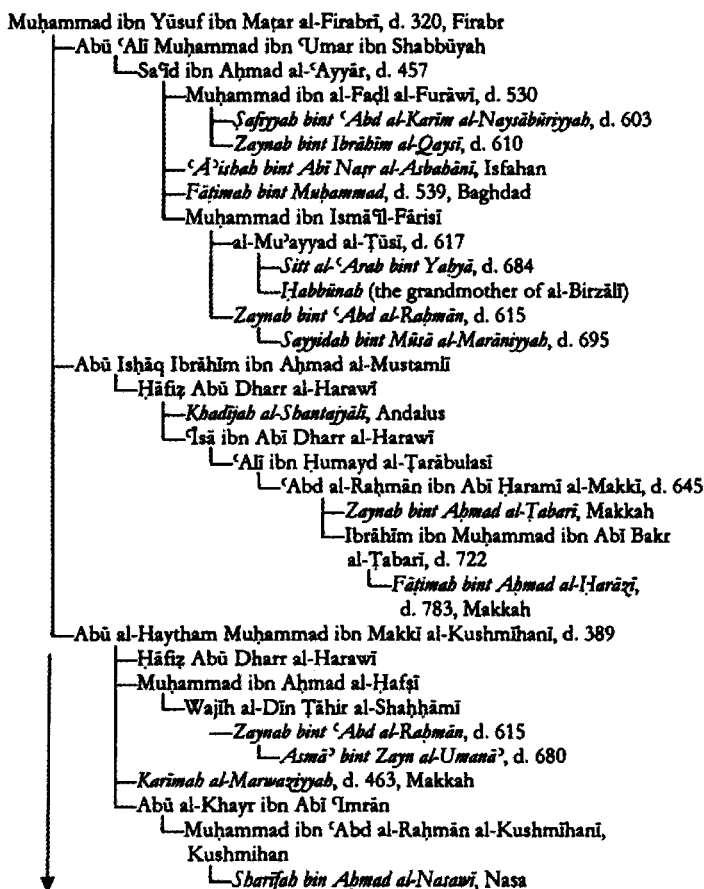 Muḥammad ibn Yūsuf ibn Maṭar al-Firabrī, d. 320, Firabr
Abū ʿAlī Muḥammad ibn ʿUmar ibn Shabbūyah
Saʿīd ibn Aḥmad al-ʿAyyār, d. 457
Muḥammad ibn al-Faḍl al-Furāwī, d. 530
Ṣafiyyah bint ʿAbd al-Karīm al-Naysābūriyyah, d. 603
Zaynab bint Ibrāhīm al-Qaysī, d. 610
ʿĀʾishah bint Abī Naṣr al-Aṣbahānī, Isfahan
Fāṭimah bint Muḥammad, d. 539, Baghdad
Muḥammad ibn Ismāʿīl-Fārisī
al-Muʾayyad al-Ṭūsī, d. 617
Sitt al-ʿArab bint Yaḥyā, d. 684
Ḥabbūnah (the grandmother of al-Birzālī)
Zaynab bint ʿAbd al-Raḥmān, d. 615
Sayyidah bint Mūsā al-Marāniyyah, d. 695
Abū Isḥāq Ibrāhīm ibn Aḥmad al-Mustamlī
Ḥāfiẓ Abū Dharr al-Harawī
Khadījah al-Shantajyālī, Andalus
ʿĪsā ibn Abī Dharr al-Harawī
ʿAlī ibn Ḥumayd al-Ṭarābulasī
ʿAbd al-Raḥmān ibn Abī Ḥaramī al-Makkī, d. 645
Zaynab bint Aḥmad al-Ṭabarī, Makkah
Ibrāhīm ibn Muḥammad ibn Abī Bakr
al-Ṭabarī, d. 722
Fāṭimah bint Aḥmad al-Ḥarāzī,
d. 783, Makkah
Abū al-Haytham Muḥammad ibn Makkī al-Kushmīhanī, d. 389
Ḥāfiẓ Abū Dharr al-Harawī
Muḥammad ibn Aḥmad al-Ḥafṣī
Wajīh al-Dīn Ṭāhir al-Shaḥḥāmī
Zaynab bint ʿAbd al-Raḥmān, d. 615
Asmāʾ bint Zayn al-Umanāʾ, d. 680
Karīmah al-Marwaziyyah, d. 463, Makkah
Abū al-Khayr ibn Abī ʿImrān
Muḥammad ibn ʿAbd al-Raḥmān al-Kushmīhanī,
Kushmihan
Sharīfah bin Aḥmad al-Nasawī, Nasa